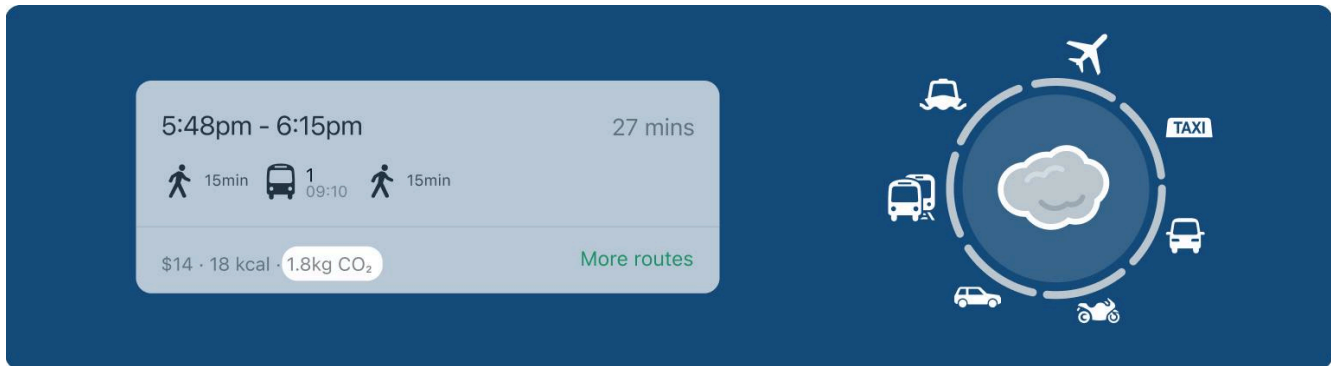 5:48pm - 6:15pm 27 mins
15min 1 09:10 15min
$14 · 18 kcal · 1.8kg CO₂ More routes
TAXI